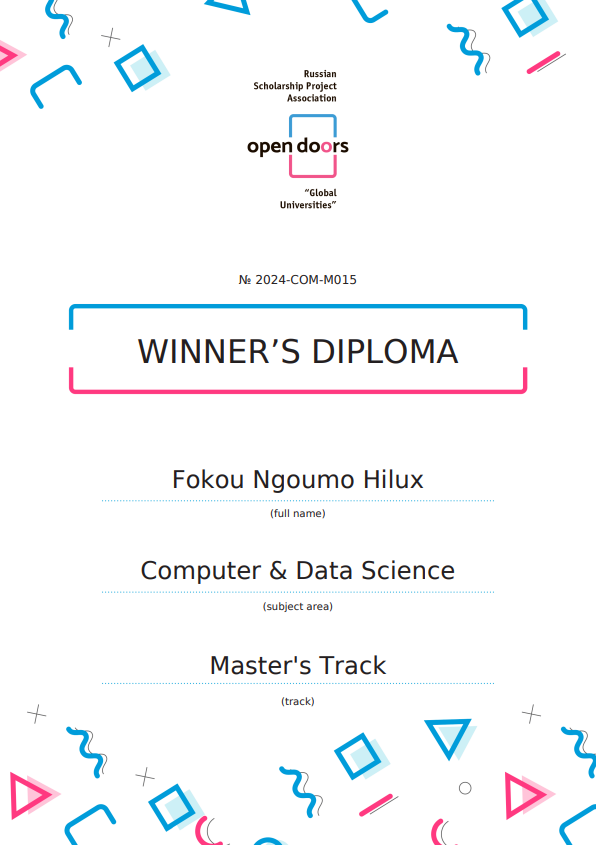 Russian
Scholarship Project
Association
open doors
“Global
Universities”
№ 2024-COM-M015
WINNER’S DIPLOMA
Fokou Ngoumo Hilux
(full name)
Computer & Data Science
(subject area)
Master's Track
(track)